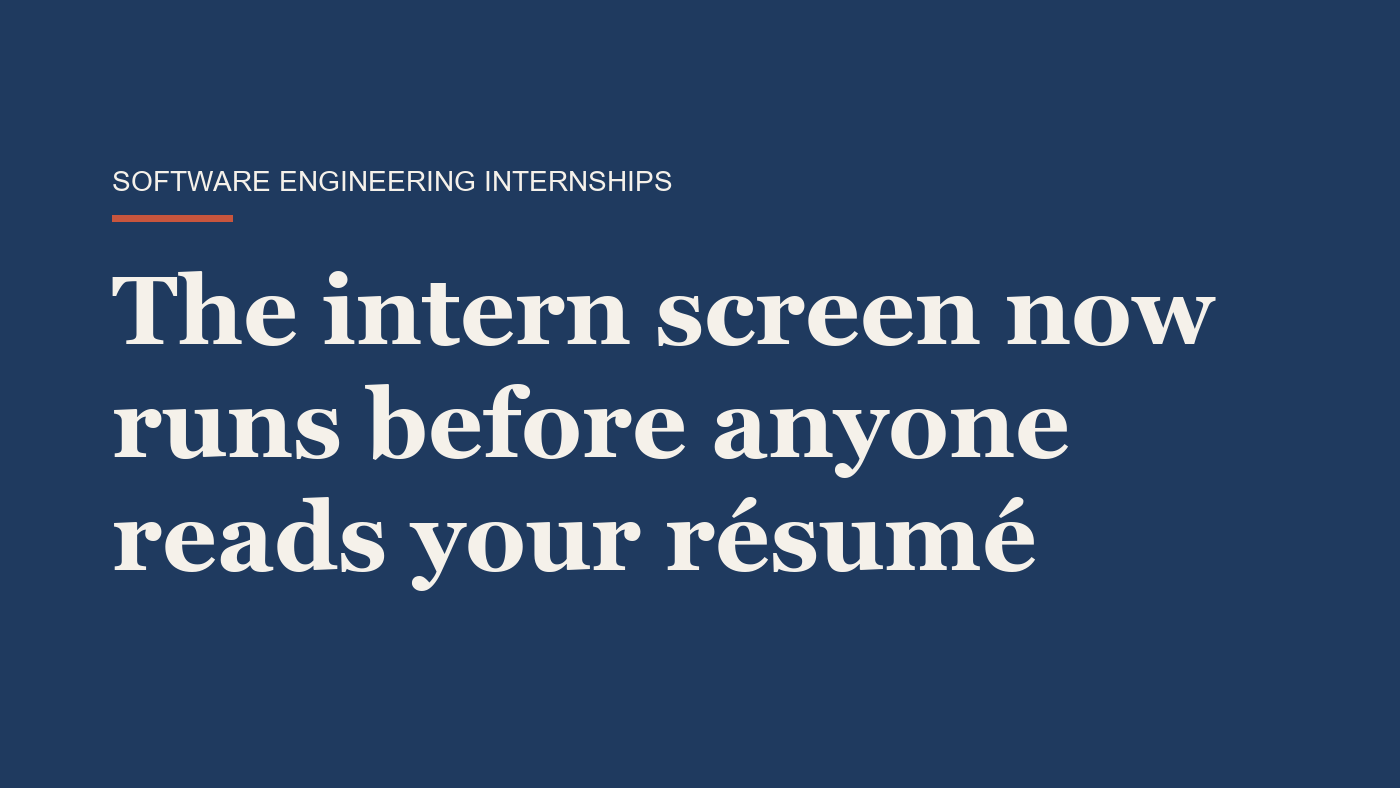 SOFTWARE ENGINEERING INTERNSHIPS
The intern screen now
runs before anyone
reads your résumé